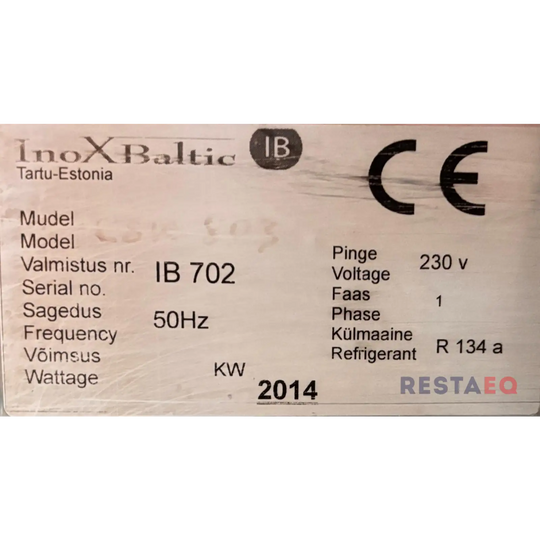 InoXBaltic IB
Tartu-Estonia
CE
Mudel
Model
Valmistus nr. IB 702
Serial no.
Sagedus 50Hz
Frequency
Võimsus KW
Wattage
2014
Pinge 230 v
Voltage
Faas 1
Phase
Külmaaine R 134 a
Refrigerant
RESTAEQ